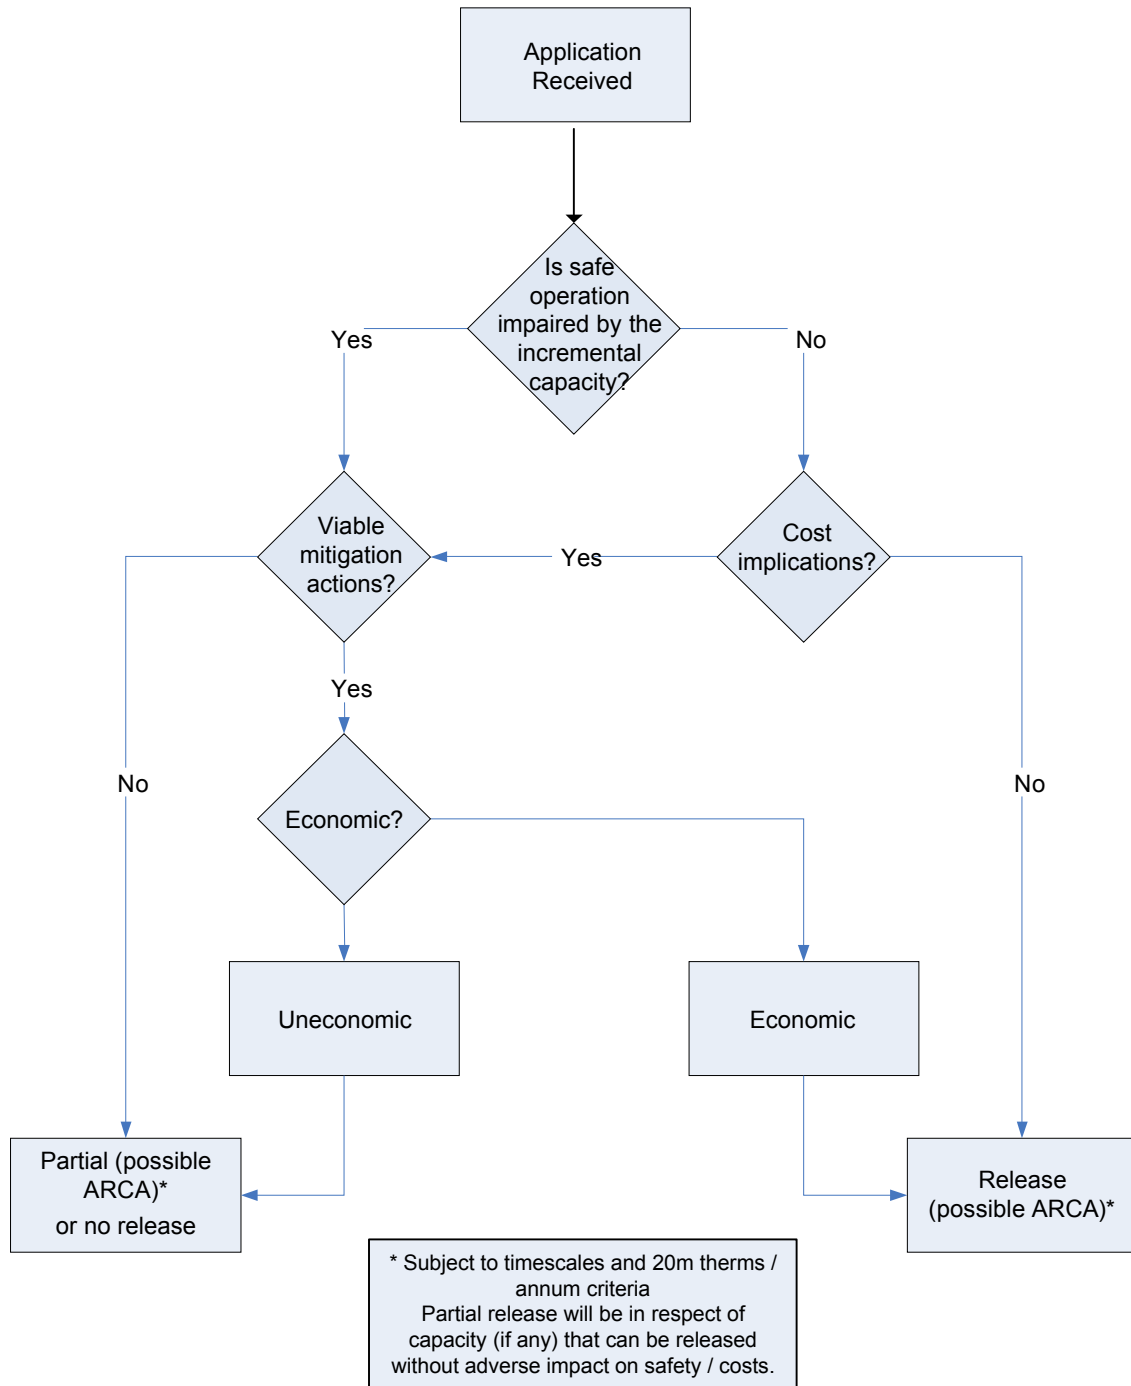 Application
Received
Is safe
operation
impaired by the
incremental
capacity?
Yes
No
Viable
mitigation
actions?
Yes
Cost
implications?
Yes
No
No
Economic?
Uneconomic
Economic
Partial (possible
ARCA)*
or no release
Release
(possible ARCA)*
* Subject to timescales and 20m therms /
annum criteria
Partial release will be in respect of
capacity (if any) that can be released
without adverse impact on safety / costs.